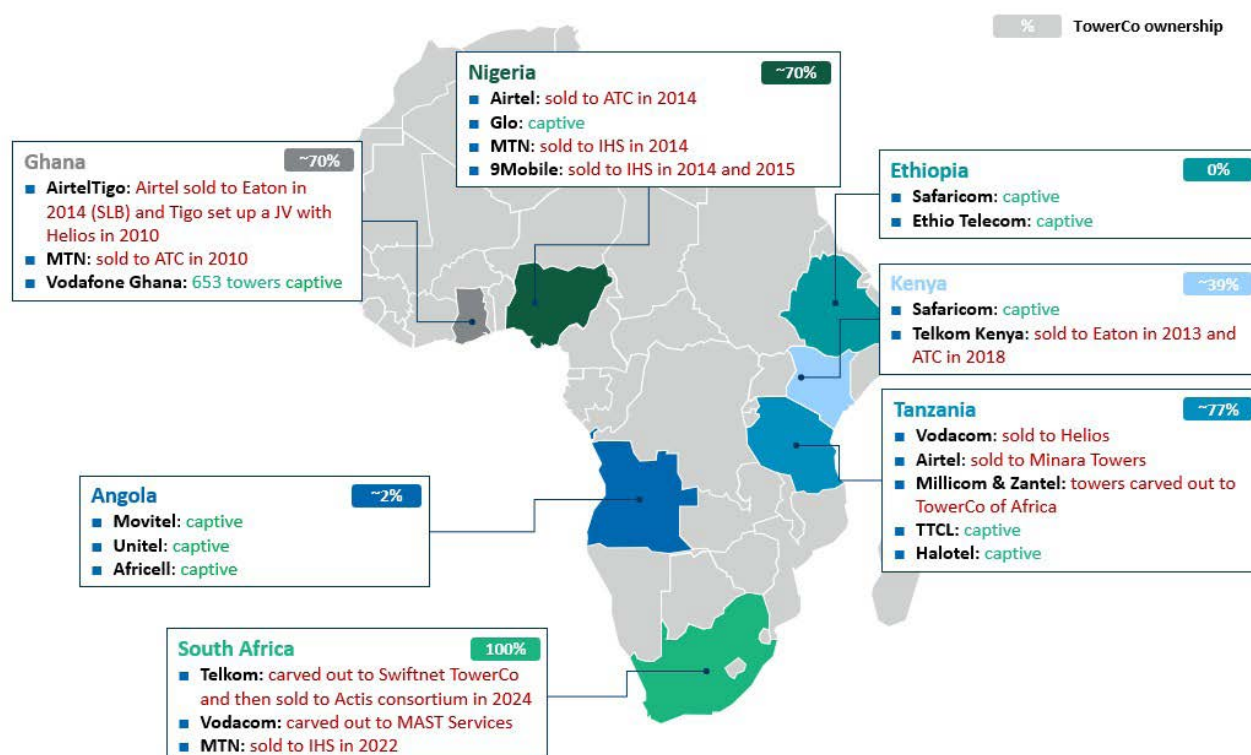 % TowerCo ownership
Nigeria ~70%
■ Airtel: sold to ATC in 2014
■ Glo: captive
■ MTN: sold to IHS in 2014
■ 9Mobile: sold to IHS in 2014 and 2015
Ghana ~70%
■ AirtelTigo: Airtel sold to Eaton in
2014 (SLB) and Tigo set up a JV with
Helios in 2010
■ MTN: sold to ATC in 2010
■ Vodafone Ghana: 653 towers captive
Ethiopia 0%
■ Safaricom: captive
■ Ethio Telecom: captive
Kenya ~39%
■ Safaricom: captive
■ Telkom Kenya: sold to Eaton in 2013 and
ATC in 2018
Tanzania ~77%
■ Vodacom: sold to Helios
■ Airtel: sold to Minara Towers
■ Millicom & Zantel: towers carved out to
TowerCo of Africa
■ TTCL: captive
■ Halotel: captive
Angola ~2%
■ Movitel: captive
■ Unitel: captive
■ Africell: captive
South Africa 100%
■ Telkom: carved out to Swiftnet TowerCo
and then sold to Actis consortium in 2024
■ Vodacom: carved out to MAST Services
■ MTN: sold to IHS in 2022